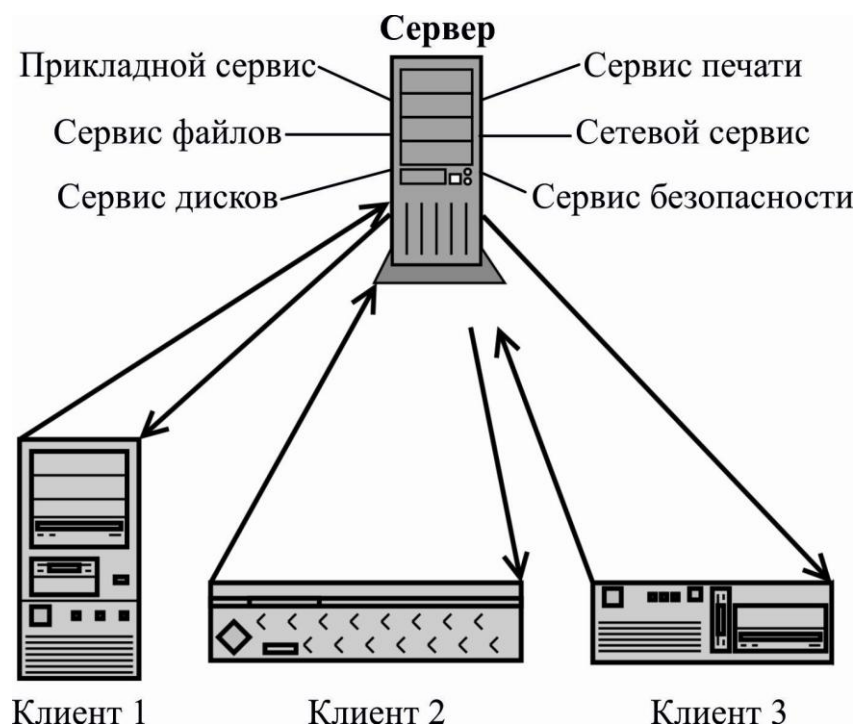 Сервер
Прикладной сервис
Сервис печати
Сервис файлов
Сетевой сервис
Сервис дисков
Сервис безопасности
Клиент 1
Клиент 2
Клиент 3